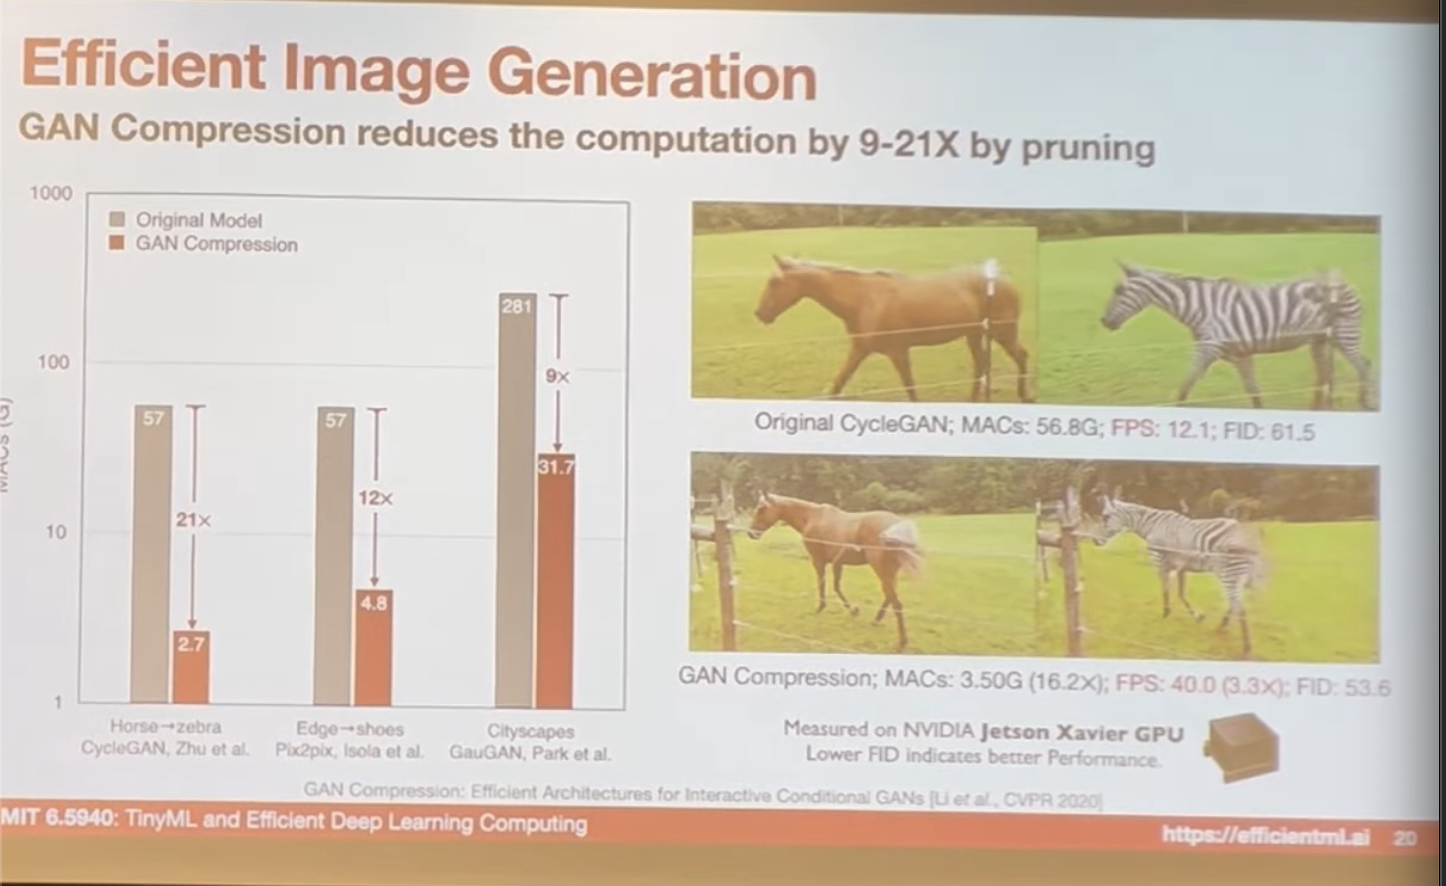 Efficient Image Generation
GAN Compression reduces the computation by 9-21X by pruning
1000
100
10
1
MACs (G)
Original Model
GAN Compression
57
21×
2.7
57
12×
4.8
281
9×
31.7
Horse→zebra
CycleGAN, Zhu et al.
Edge→shoes
Pix2pix, Isola et al.
Cityscapes
GauGAN, Park et al.
Original CycleGAN; MACs: 56.8G; FPS: 12.1; FID: 61.5
GAN Compression; MACs: 3.50G (16.2X); FPS: 40.0 (3.3X); FID: 53.6
Measured on NVIDIA Jetson Xavier GPU
Lower FID indicates better Performance.
GAN Compression: Efficient Architectures for Interactive Conditional GANs [Li et al., CVPR 2020]
MIT 6.5940: TinyML and Efficient Deep Learning Computing
https://efficientml.ai
20